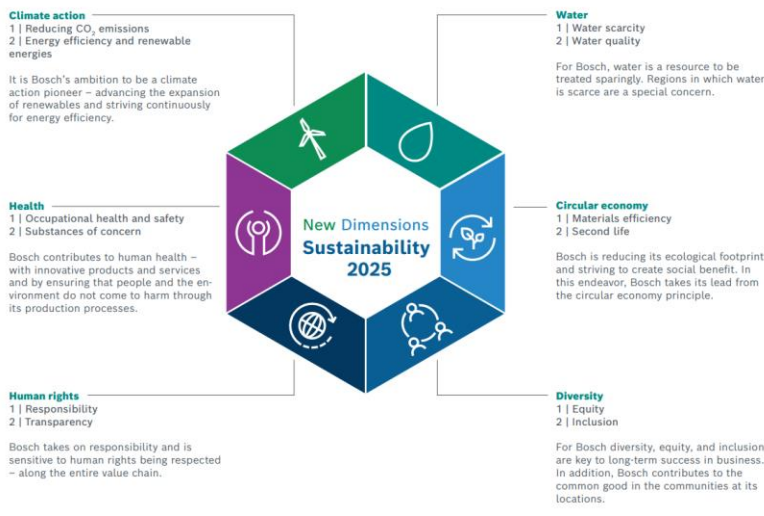 Climate action
1 | Reducing CO₂ emissions
2 | Energy efficiency and renewable
energies
It is Bosch's ambition to be a climate
action pioneer – advancing the expansion
of renewables and striving continuously
for energy efficiency.
Water
1 | Water scarcity
2 | Water quality
For Bosch, water is a resource to be
treated sparingly. Regions in which water
is scarce are a special concern.
Health
1 | Occupational health and safety
2 | Substances of concern
Bosch contributes to human health –
with innovative products and services
and by ensuring that people and the en-
vironment do not come to harm through
its production processes.
New Dimensions
Sustainability
2025
Circular economy
1 | Materials efficiency
2 | Second life
Bosch is reducing its ecological footprint
and striving to create social benefit. In
this endeavor, Bosch takes its lead from
the circular economy principle.
Human rights
1 | Responsibility
2 | Transparency
Bosch takes on responsibility and is
sensitive to human rights being respected
– along the entire value chain.
Diversity
1 | Equity
2 | Inclusion
For Bosch diversity, equity, and inclusion
are key to long-term success in business.
In addition, Bosch contributes to the
common good in the communities at its
locations.